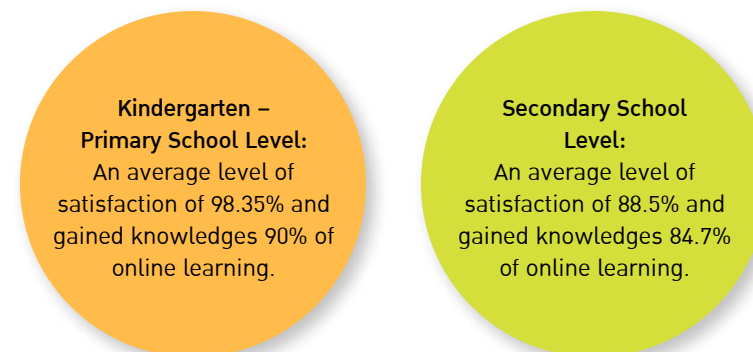 Kindergarten –
Primary School Level:
An average level of
satisfaction of 98.35% and
gained knowledges 90% of
online learning.
Secondary School
Level:
An average level of
satisfaction of 88.5% and
gained knowledges 84.7%
of online learning.